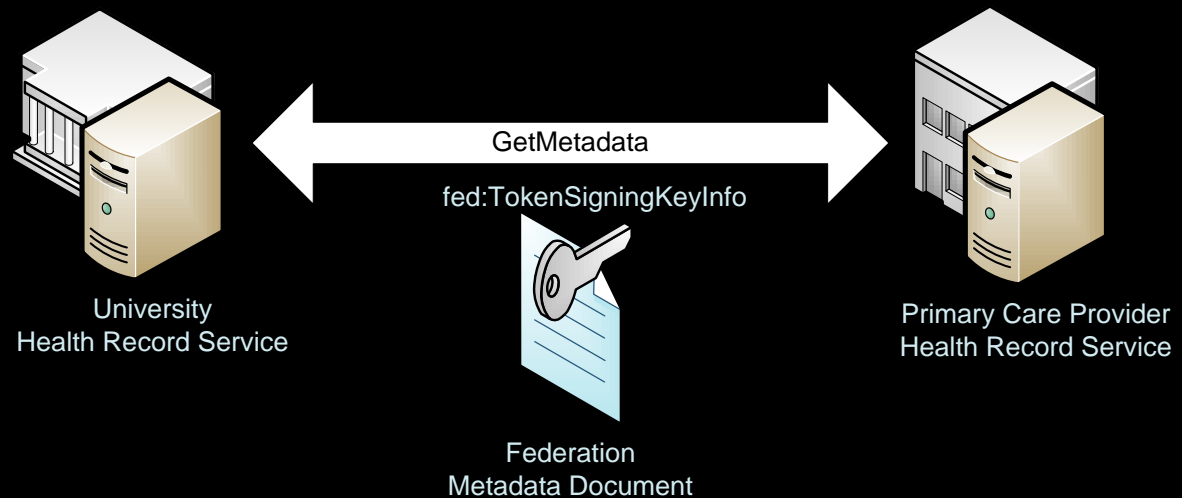 GetMetadata
fed:TokenSigningKeyInfo
University
Health Record Service
Primary Care Provider
Health Record Service
Federation
Metadata Document